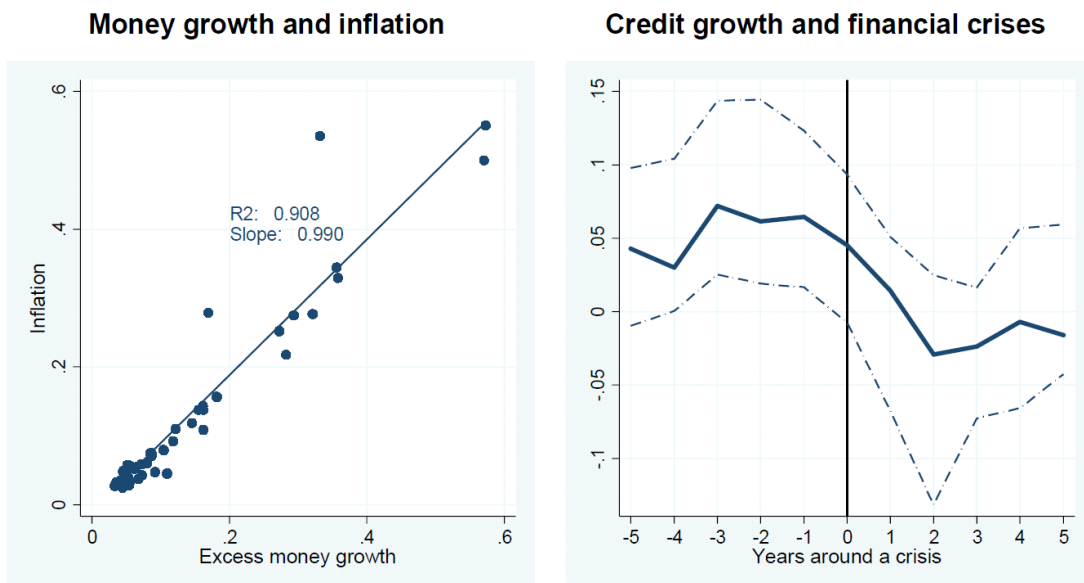 Money growth and inflation
Inflation
.6
.4
.2
0
R2: 0.908
Slope: 0.990
0 .2 .4 .6
Excess money growth
Credit growth and financial crises
.15
.1
.05
0
-.05
-.1
-5 -4 -3 -2 -1 0 1 2 3 4 5
Years around a crisis